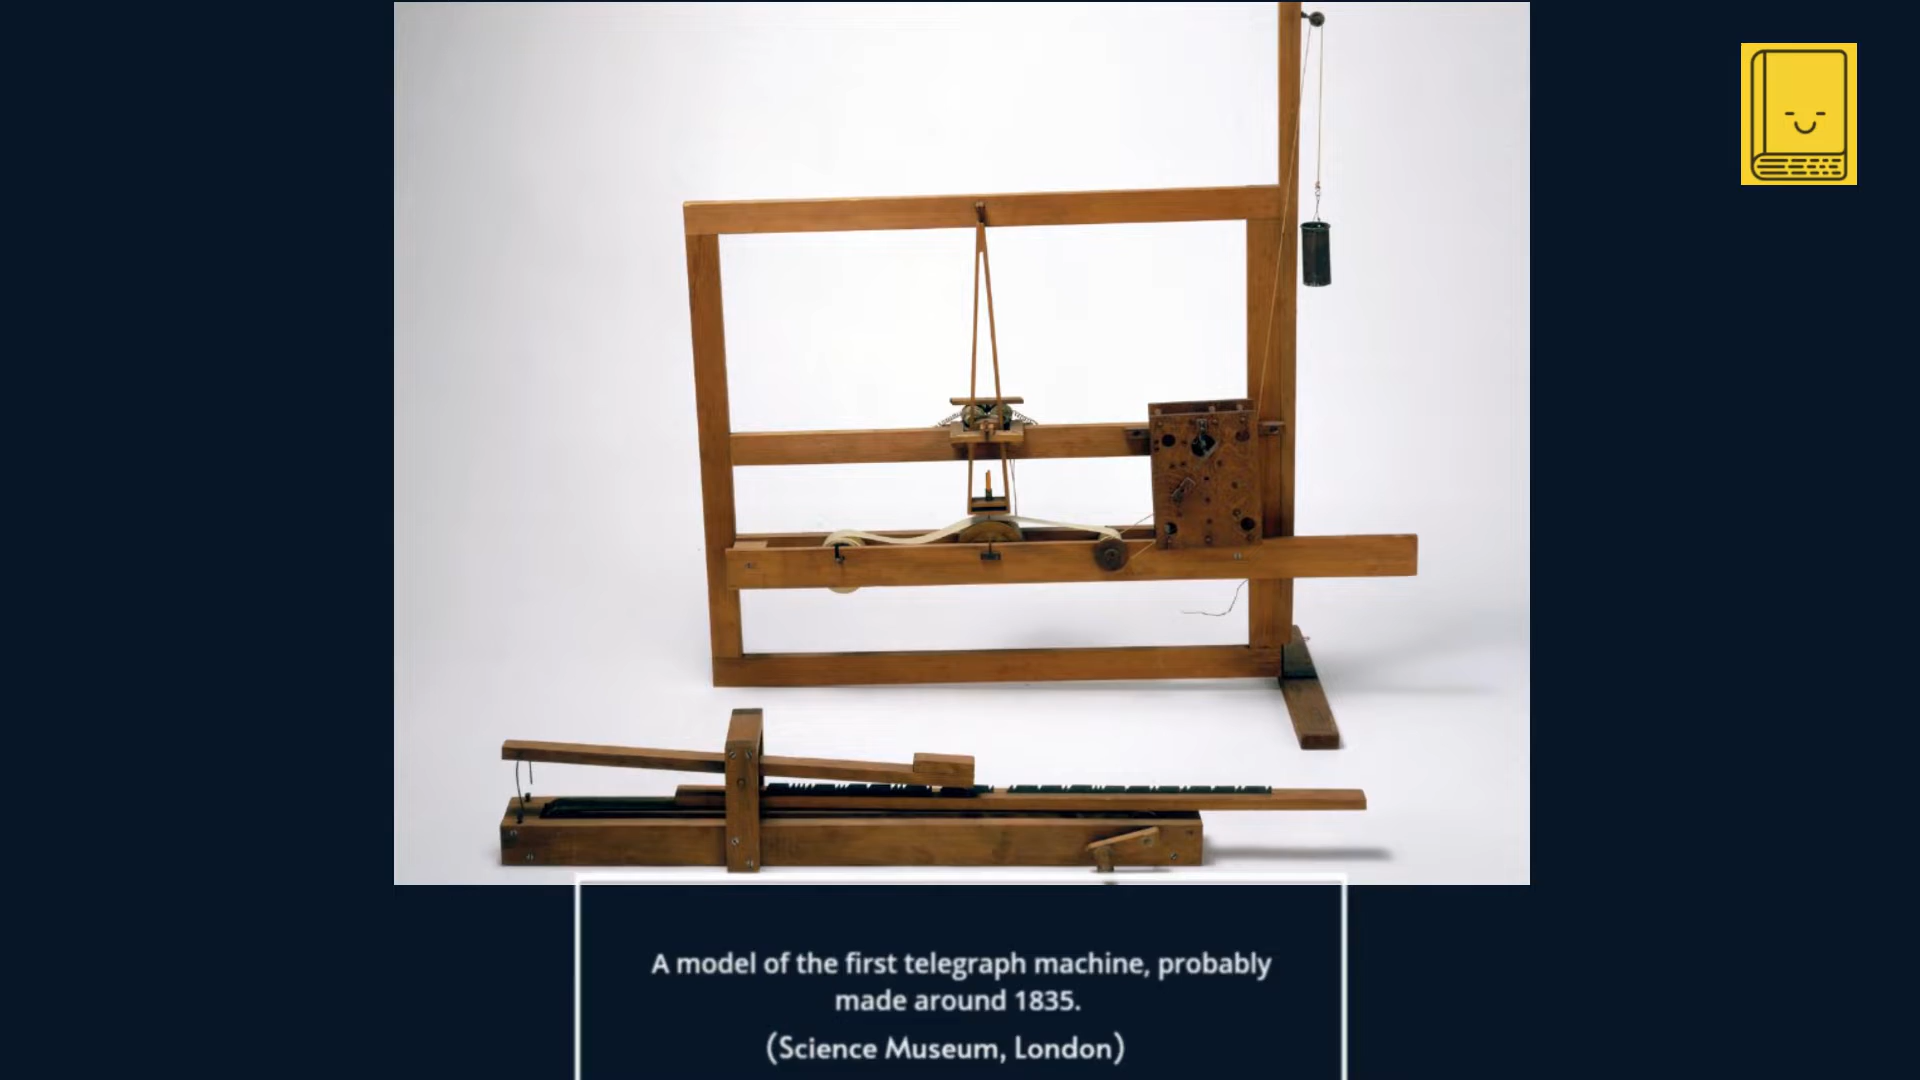 A model of the first telegraph machine, probably
made around 1835.
(Science Museum, London)